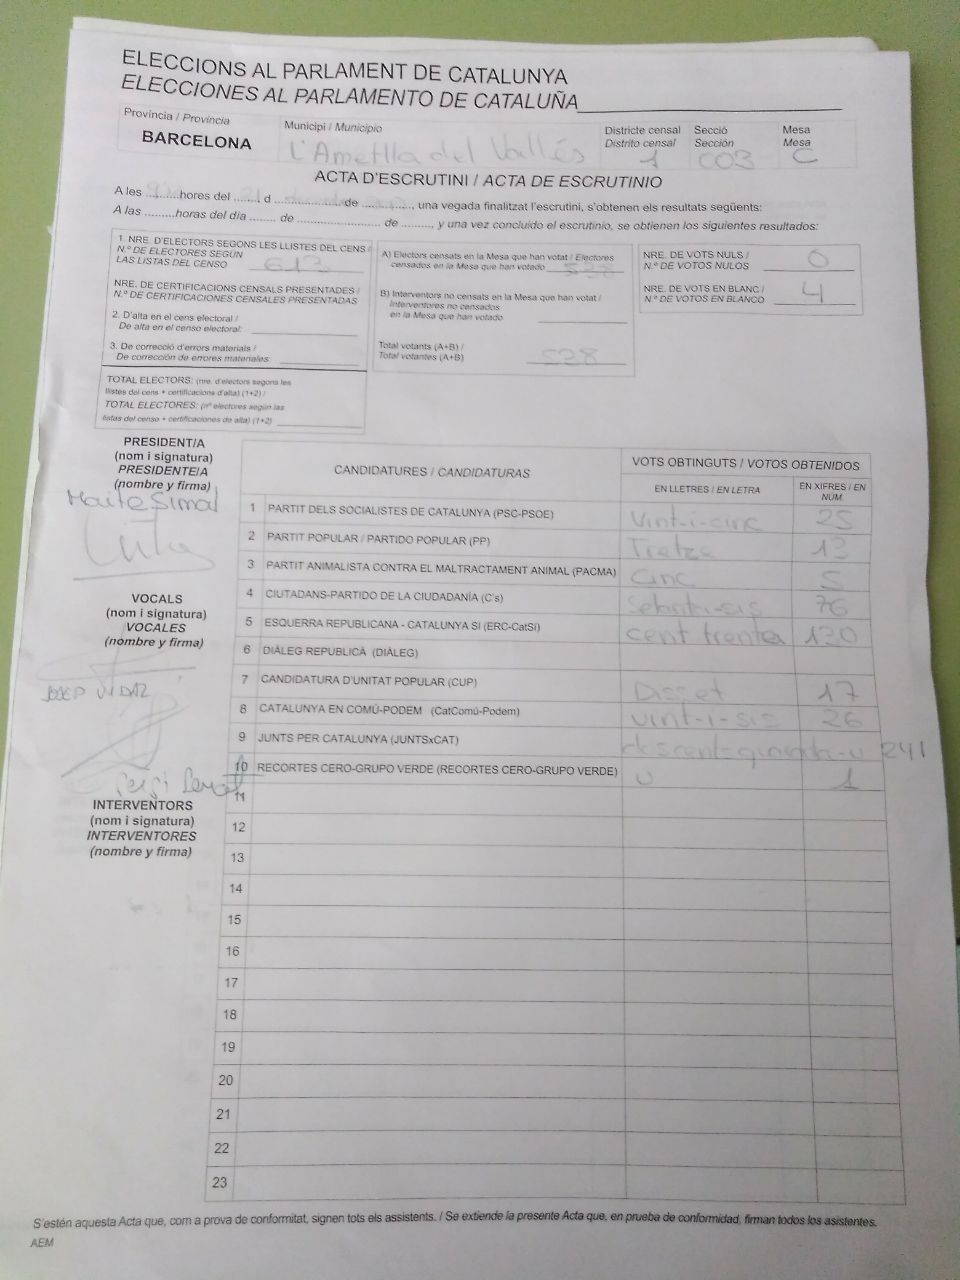 ELECCIONS AL PARLAMENT DE CATALUNYA
ELECCIONES AL PARLAMENTO DE CATALUÑA
Província / Provincia
BARCELONA
Municipi / Municipio
L'Ametlla del Vallés
Districte censal
Distrito censal
1
Secció
Sección
003
Mesa
Mesa
C
ACTA D'ESCRUTINI / ACTA DE ESCRUTINIO
A les ......... hores del ........ d ................... de ............, una vegada finalitzat l'escrutini, s'obtenen els resultats següents:
A las .........horas del día ........ de ...................... de ........., y una vez concluido el escrutinio, se obtienen los siguientes resultados:
1. NRE. D'ELECTORS SEGONS LES LLISTES DEL CENS /
N.º DE ELECTORES SEGÚN
LAS LISTAS DEL CENSO 613
NRE. DE CERTIFICACIONS CENSALS PRESENTADES /
N.º DE CERTIFICACIONES CENSALES PRESENTADAS
2. D'alta en el cens electoral /
De alta en el censo electoral:
3. De correcció d'errors materials /
De corrección de errores materiales:
TOTAL ELECTORS: (nre. d'electors segons les
llistes del cens + certificacions d'alta) (1+2) /
TOTAL ELECTORES: (nº electores según las
listas del censo + certificaciones de alta) (1+2)
A) Electors censats en la Mesa que han votat / Electores
censados en la Mesa que han votado 538
B) Interventors no censats en la Mesa que han votat /
Interventores no censados
en la Mesa que han votado
Total votants (A+B) /
Total votantes (A+B) 538
NRE. DE VOTS NULS /
N.º DE VOTOS NULOS 0
NRE. DE VOTS EN BLANC /
N.º DE VOTOS EN BLANCO 4
PRESIDENT/A
(nom i signatura)
PRESIDENTE/A
(nombre y firma)
Maite Simal
VOCALS
(nom i signatura)
VOCALES
(nombre y firma)
JOSEP
Sergi
INTERVENTORS
(nom i signatura)
INTERVENTORES
(nombre y firma)
CANDIDATURES / CANDIDATURAS
VOTS OBTINGUTS / VOTOS OBTENIDOS
EN LLETRES / EN LETRA
EN XIFRES / EN NÚM.
1 PARTIT DELS SOCIALISTES DE CATALUNYA (PSC-PSOE) Vint-i-cinc 25
2 PARTIT POPULAR / PARTIDO POPULAR (PP) Tretze 13
3 PARTIT ANIMALISTA CONTRA EL MALTRACTAMENT ANIMAL (PACMA) Cinc 5
4 CIUTADANS-PARTIDO DE LA CIUDADANÍA (C's) Setanti-sis 76
5 ESQUERRA REPUBLICANA - CATALUNYA SÍ (ERC-CatSí) cent trenta 130
6 DIÀLEG REPUBLICÀ (DIÀLEG)
7 CANDIDATURA D'UNITAT POPULAR (CUP) Disset 17
8 CATALUNYA EN COMÚ-PODEM (CatComú-Podem) vint-i-sis 26
9 JUNTS PER CATALUNYA (JUNTSxCAT) 241
10 RECORTES CERO-GRUPO VERDE (RECORTES CERO-GRUPO VERDE) u 1
11
12
13
14
15
16
17
18
19
20
21
22
23
S'estén aquesta Acta que, com a prova de conformitat, signen tots els assistents. / Se extiende la presente Acta que, en prueba de conformidad, firman todos los asistentes.
AEM